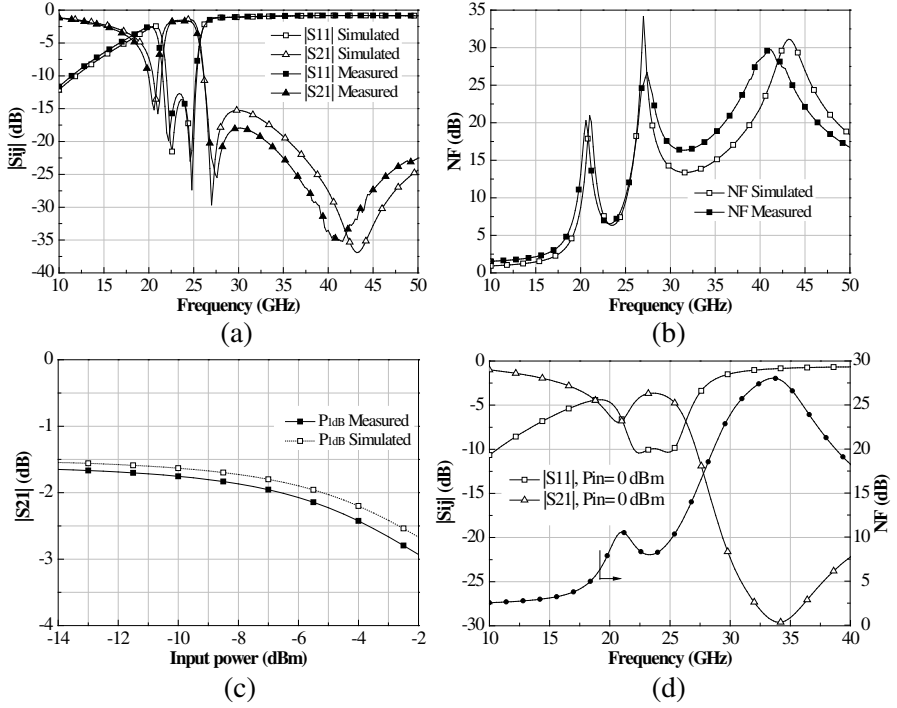 0
-5
-10
-15
-20
-25
-30
-35
-40
|Sij| (dB)
|S11| Simulated
|S21| Simulated
|S11| Measured
|S21| Measured
10 15 20 25 30 35 40 45 50
Frequency (GHz)
(a)
35
30
25
20
15
10
5
0
NF (dB)
NF Simulated
NF Measured
10 15 20 25 30 35 40 45 50
Frequency (GHz)
(b)
-1
-2
-3
-4
|S21| (dB)
P1dB Measured
P1dB Simulated
-14 -12 -10 -8 -6 -4 -2
Input power (dBm)
(c)
0
-5
-10
-15
-20
-25
-30
|Sij| (dB)
|S11|, Pin= 0 dBm
|S21|, Pin= 0 dBm
30
25
20
15
10
5
0
NF (dB)
10 15 20 25 30 35 40
Frequency (GHz)
(d)